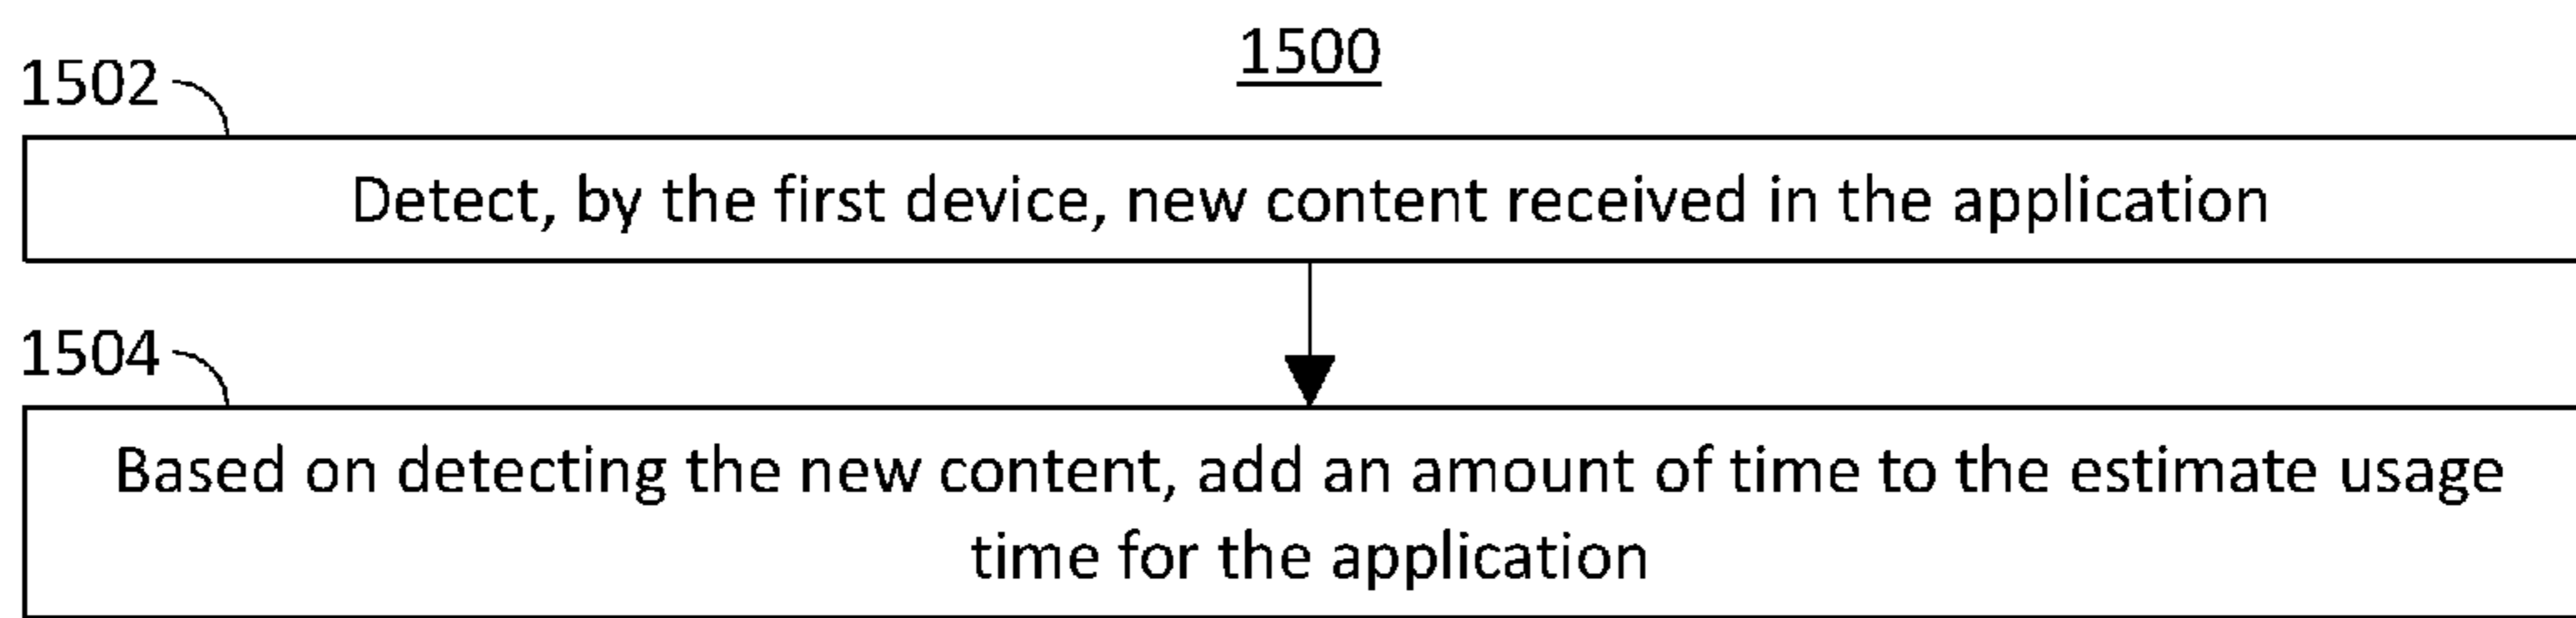 1500
1502
Detect, by the first device, new content received in the application
1504
Based on detecting the new content, add an amount of time to the estimate usage
time for the application